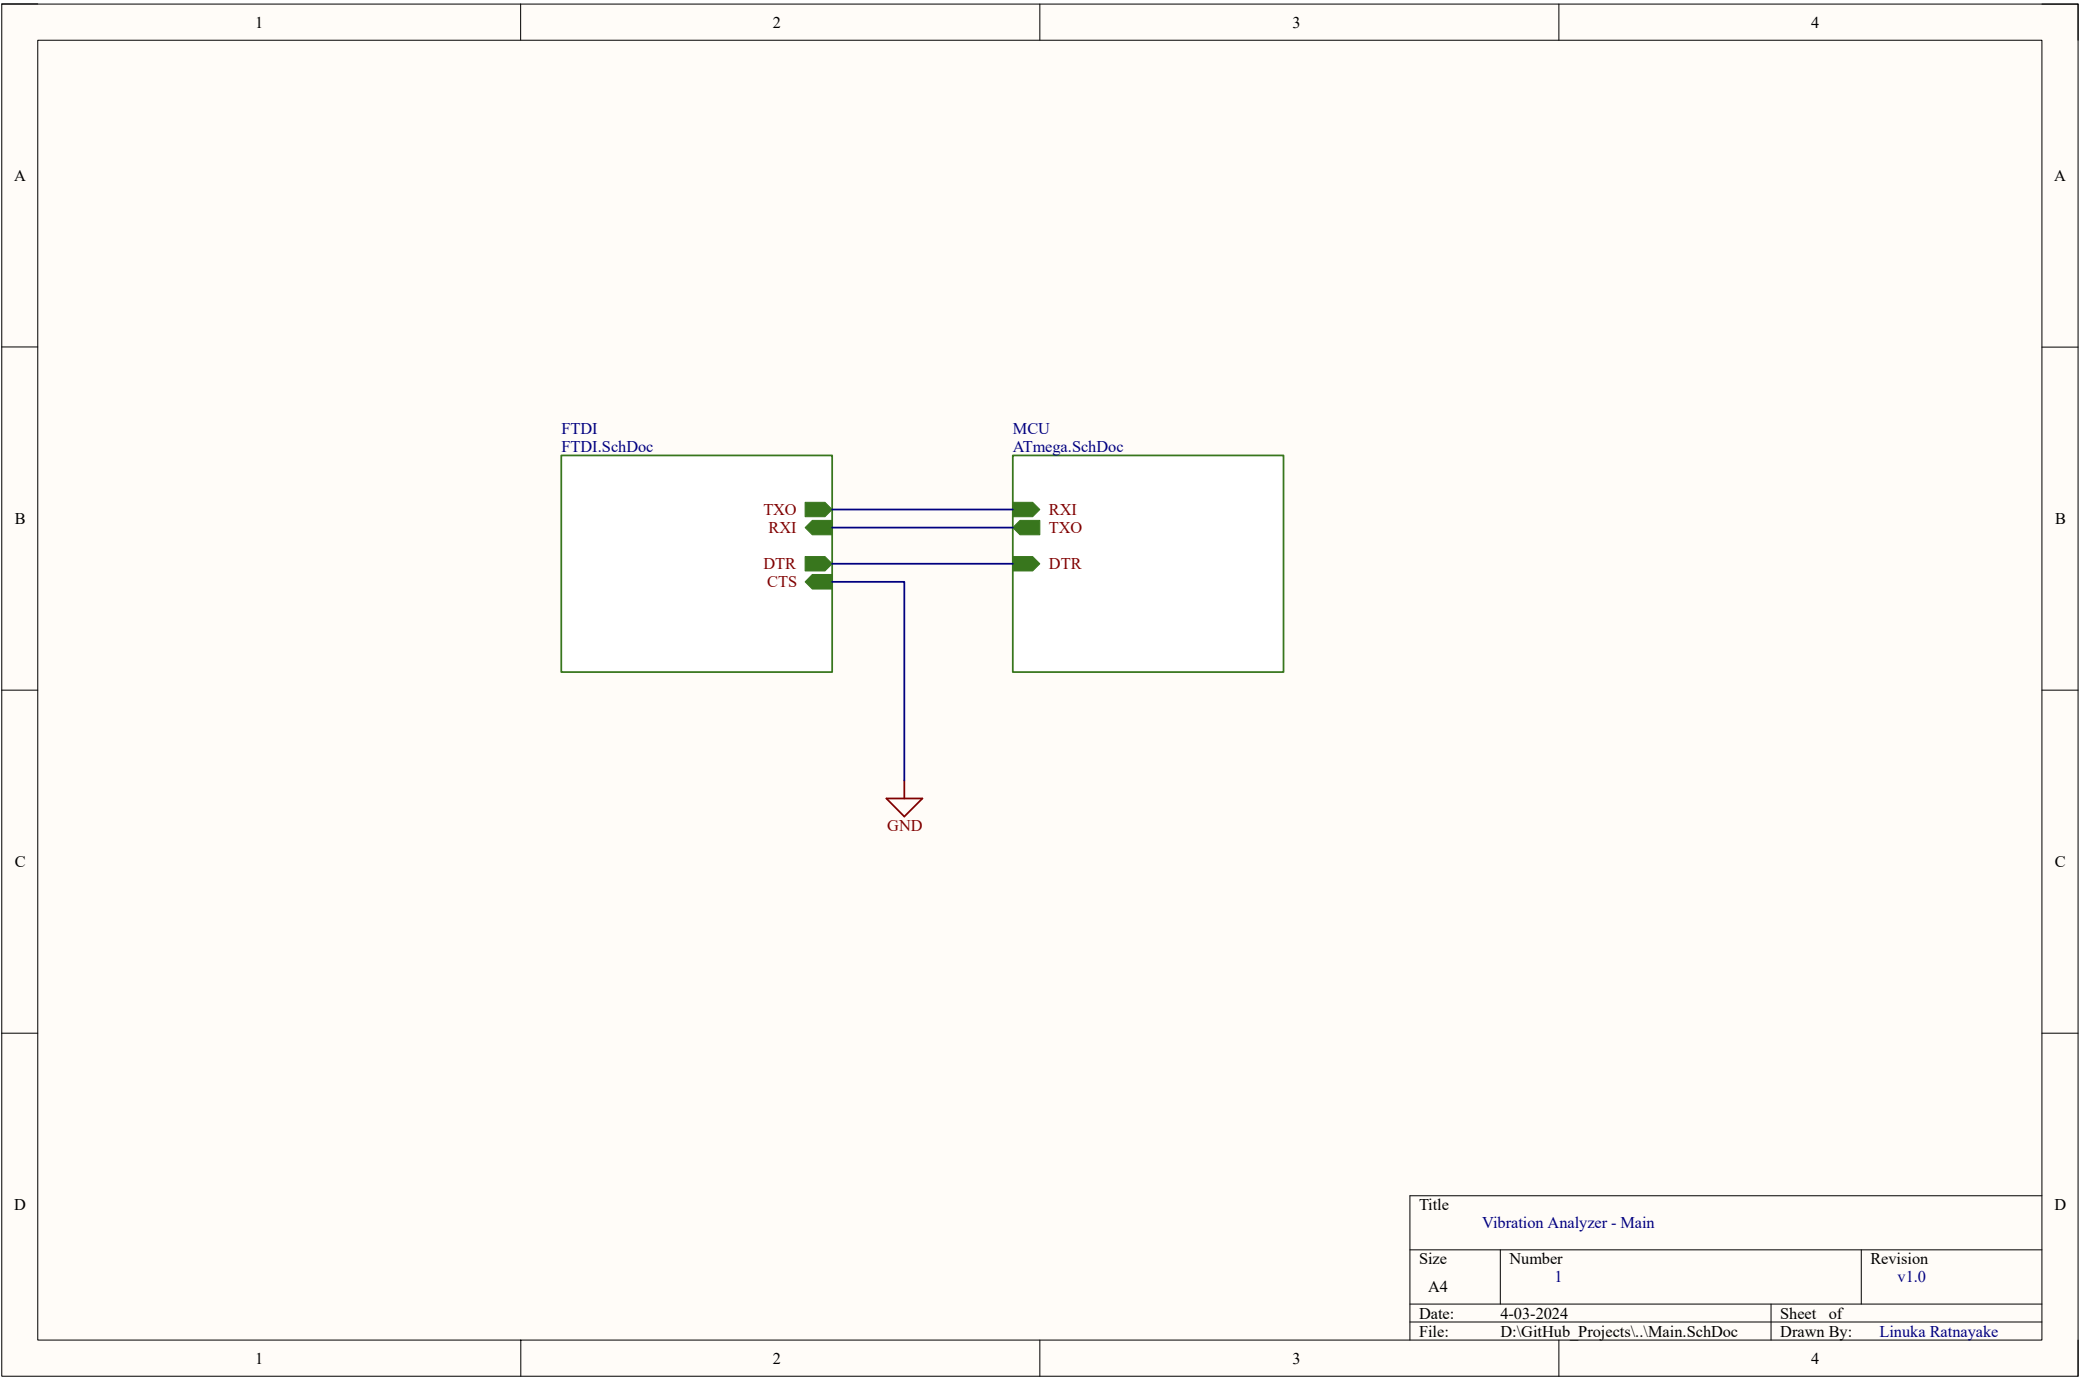 1 2 3 4
A A
FTDI MCU
FTDI.SchDoc ATmega.SchDoc
TXO RXI
B B
RXI TXO
DTR DTR
CTS
GND
C C
D D
Title
Vibration Analyzer - Main
Size Number Revision
1 v1.0
A4
Date: 4-03-2024 Sheet of
File: D:\GitHub_Projects\..\Main.SchDoc Drawn By: Linuka Ratnayake
1 2 3 4